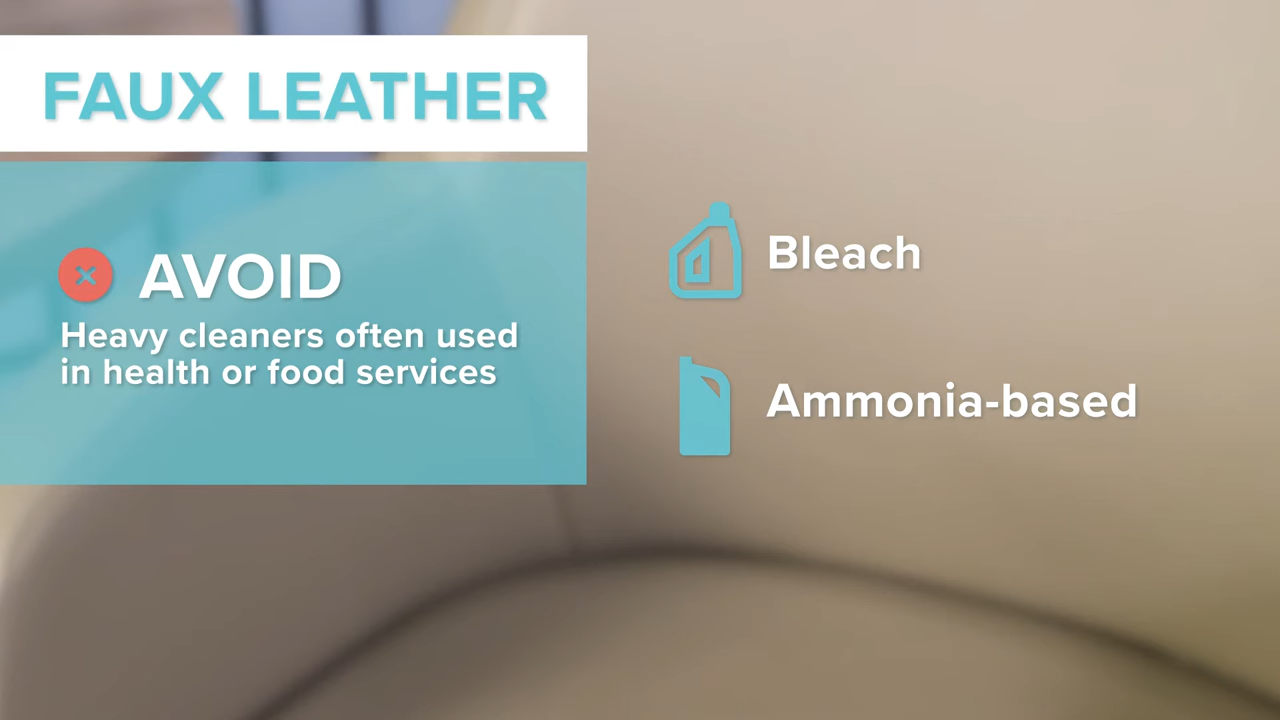 FAUX LEATHER
AVOID
Heavy cleaners often used
in health or food services
Bleach
Ammonia-based